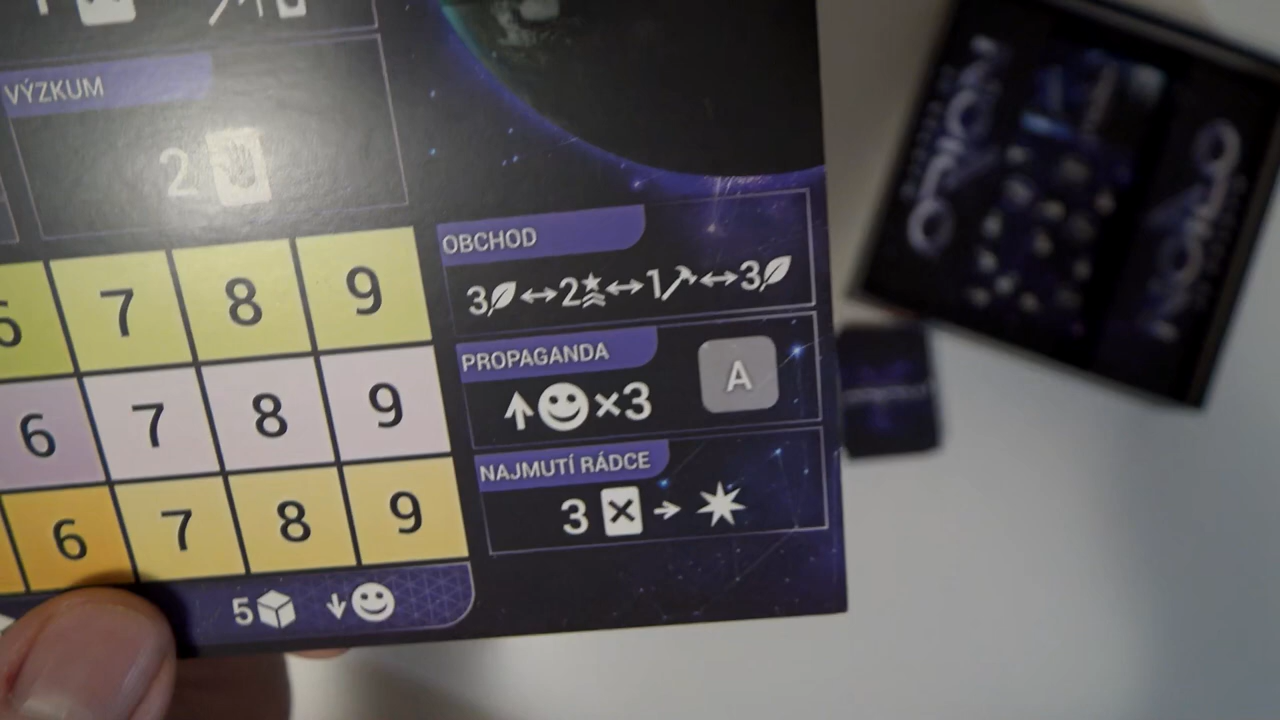 VÝZKUM
2
OBCHOD
3 ↔ 2 ↔ 1 ↔ 3
7 8 9
PROPAGANDA
↑ ×3 A
6 7 8 9
NAJMUTÍ RÁDCE
3 → 
6 7 8 9
5 ↓